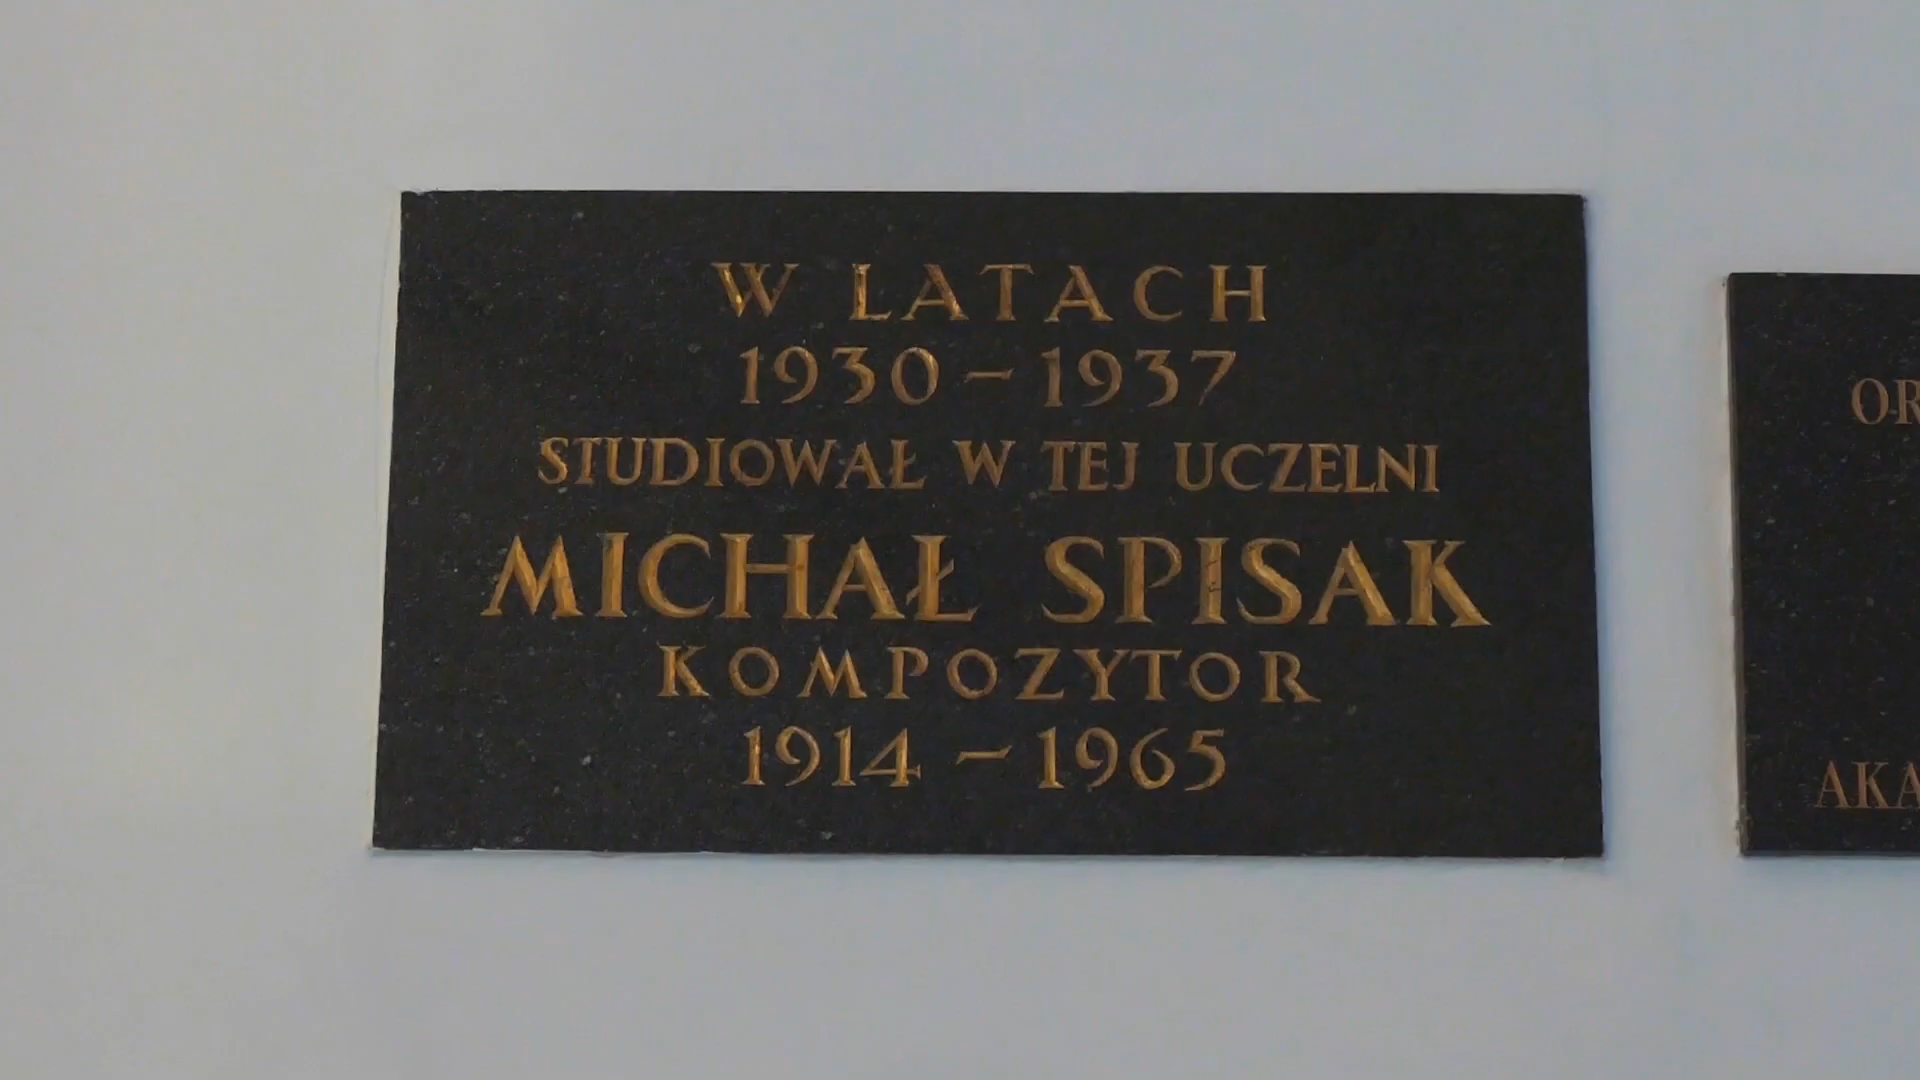 W LATACH
1930 – 1937
STUDIOWAŁ W TEJ UCZELNI
MICHAŁ SPISAK
KOMPOZYTOR
1914 – 1965